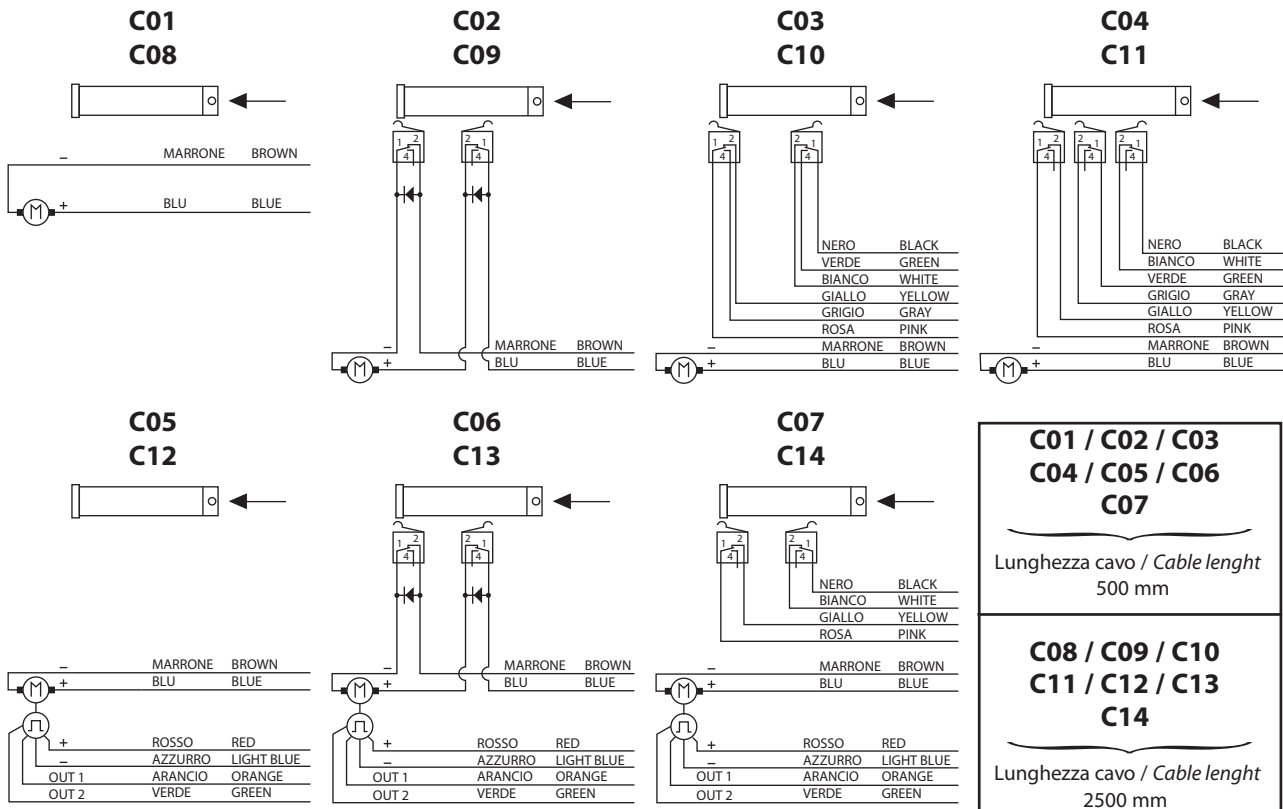 C01
C08
– MARRONE BROWN
M + BLU BLUE
C02
C09
1 2 4
2 1 4
– MARRONE BROWN
M + BLU BLUE
C03
C10
1 2 4
2 1 4
NERO BLACK
VERDE GREEN
BIANCO WHITE
GIALLO YELLOW
GRIGIO GRAY
ROSA PINK
– MARRONE BROWN
M + BLU BLUE
C04
C11
1 2 4
2 1 4
2 1 4
NERO BLACK
BIANCO WHITE
VERDE GREEN
GRIGIO GRAY
GIALLO YELLOW
ROSA PINK
– MARRONE BROWN
M + BLU BLUE
C05
C12
– MARRONE BROWN
M + BLU BLUE
+ ROSSO RED
– AZZURRO LIGHT BLUE
OUT 1 ARANCIO ORANGE
OUT 2 VERDE GREEN
C06
C13
1 2 4
2 1 4
– MARRONE BROWN
M + BLU BLUE
+ ROSSO RED
– AZZURRO LIGHT BLUE
OUT 1 ARANCIO ORANGE
OUT 2 VERDE GREEN
C07
C14
1 2 4
2 1 4
NERO BLACK
BIANCO WHITE
GIALLO YELLOW
ROSA PINK
– MARRONE BROWN
M + BLU BLUE
+ ROSSO RED
– AZZURRO LIGHT BLUE
OUT 1 ARANCIO ORANGE
OUT 2 VERDE GREEN
C01 / C02 / C03
C04 / C05 / C06
C07
Lunghezza cavo / Cable lenght
500 mm
C08 / C09 / C10
C11 / C12 / C13
C14
Lunghezza cavo / Cable lenght
2500 mm